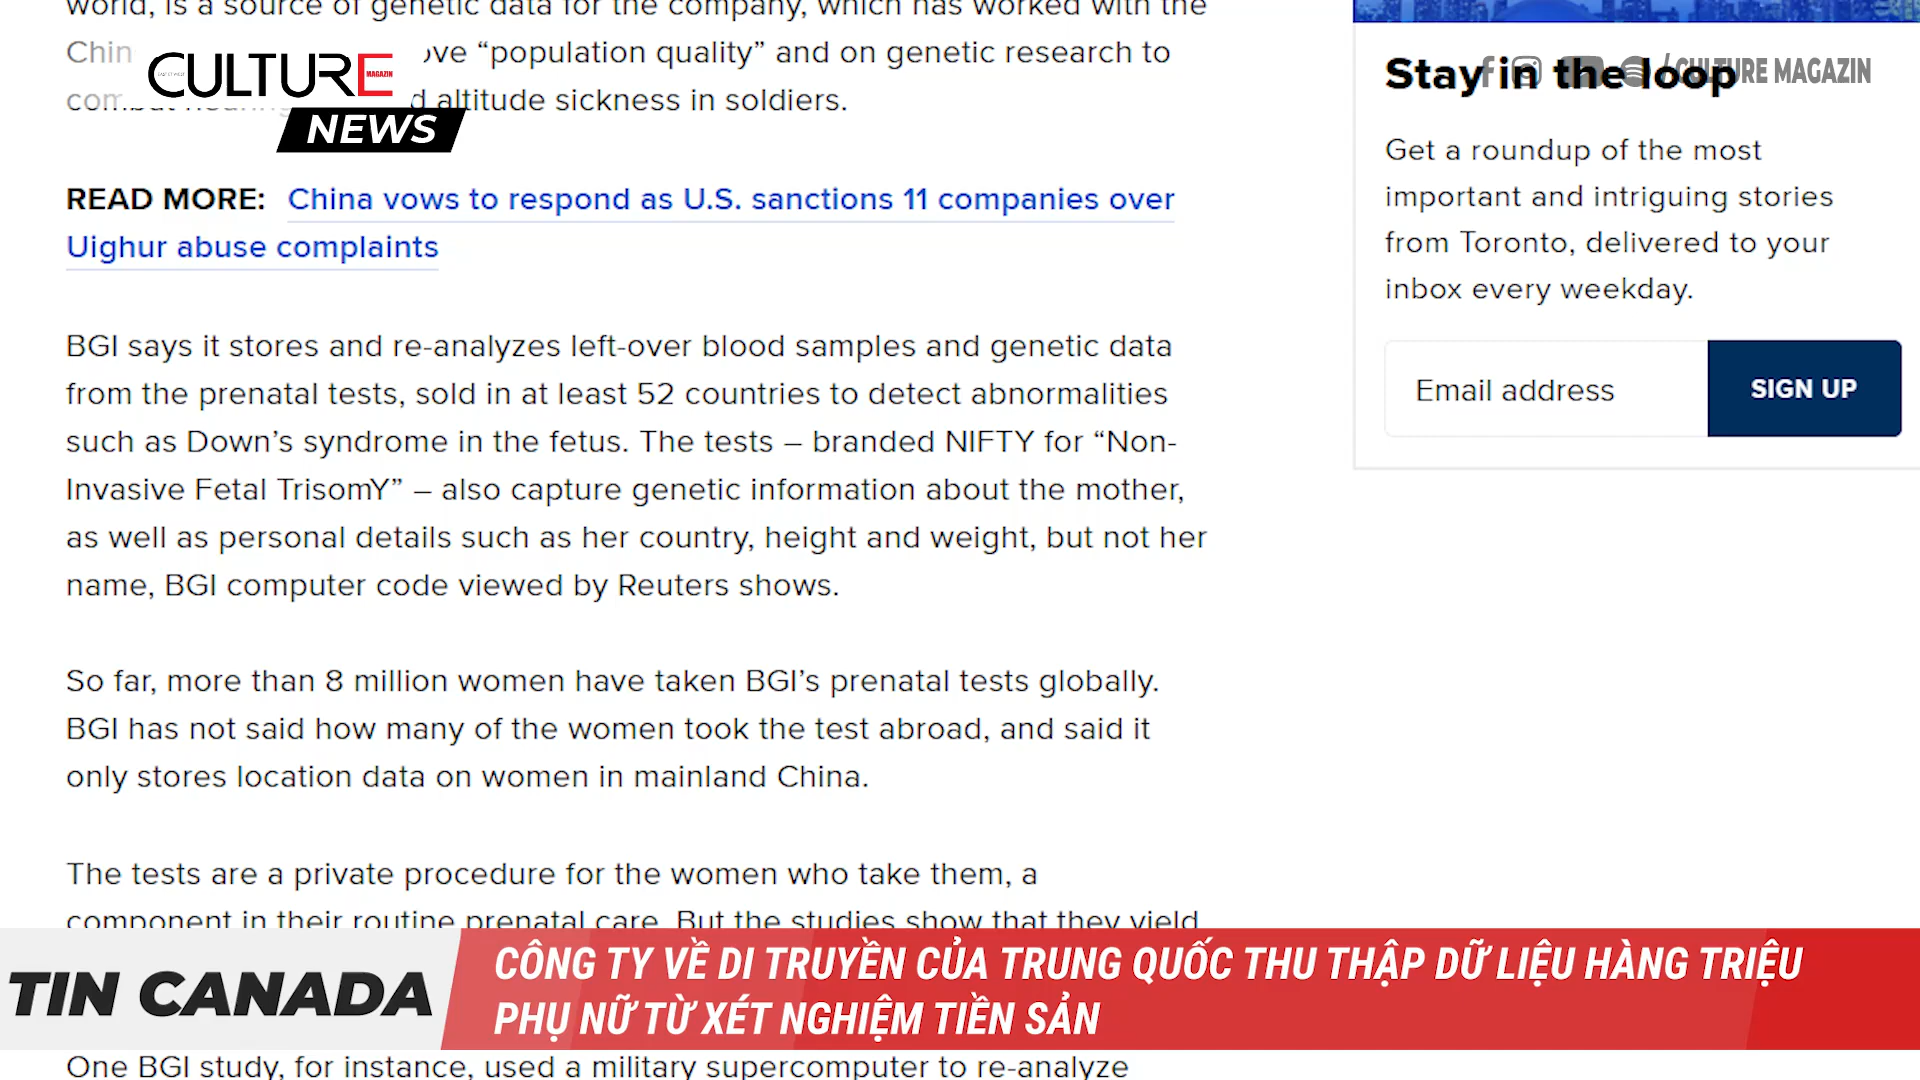 world, is a source of genetic data for the company, which has worked with the
“population quality” and on genetic research to
altitude sickness in soldiers.
CULTURE
MAGAZIN
NEWS
READ MORE: China vows to respond as U.S. sanctions 11 companies over
Uighur abuse complaints
BGI says it stores and re-analyzes left-over blood samples and genetic data
from the prenatal tests, sold in at least 52 countries to detect abnormalities
such as Down’s syndrome in the fetus. The tests – branded NIFTY for “Non-
Invasive Fetal TrisomY” – also capture genetic information about the mother,
as well as personal details such as her country, height and weight, but not her
name, BGI computer code viewed by Reuters shows.
So far, more than 8 million women have taken BGI’s prenatal tests globally.
BGI has not said how many of the women took the test abroad, and said it
only stores location data on women in mainland China.
The tests are a private procedure for the women who take them, a
component in their routine prenatal care. But the studies show that they yield
One BGI study, for instance, used a military supercomputer to re-analyze
Stay in the loop
/ CULTURE MAGAZIN
Get a roundup of the most
important and intriguing stories
from Toronto, delivered to your
inbox every weekday.
Email address
SIGN UP
TIN CANADA
CÔNG TY VỀ DI TRUYỀN CỦA TRUNG QUỐC THU THẬP DỮ LIỆU HÀNG TRIỆU
PHỤ NỮ TỪ XÉT NGHIỆM TIỀN SẢN